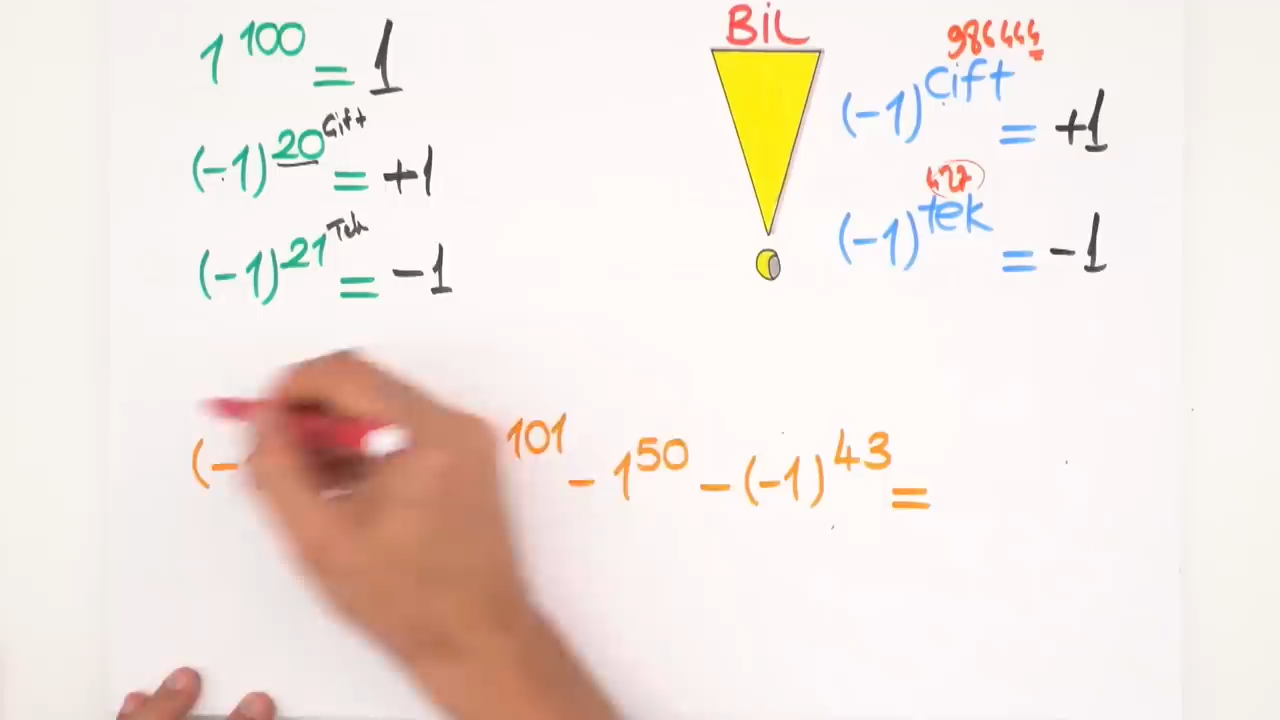 1^100 = 1
(-1)^20 Çift = +1
(-1)^21 Tek = -1
BİL
986444
(-1)^Çift = +1
427
(-1)^tek = -1
(- 101 - 1^50 - (-1)^43 =